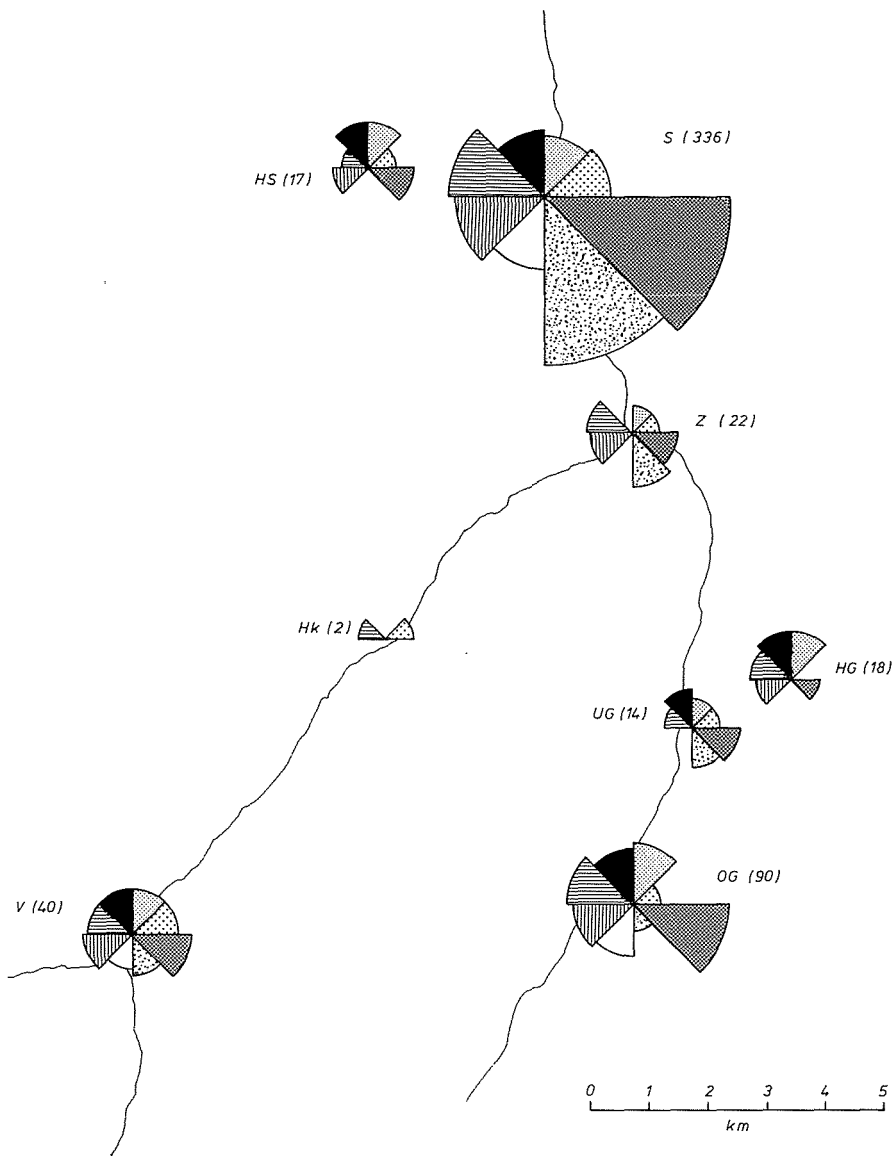 S (336)
HS (17)
Z (22)
Hk (2)
HG (18)
UG (14)
OG (90)
V (40)
0 1 2 3 4 5
km